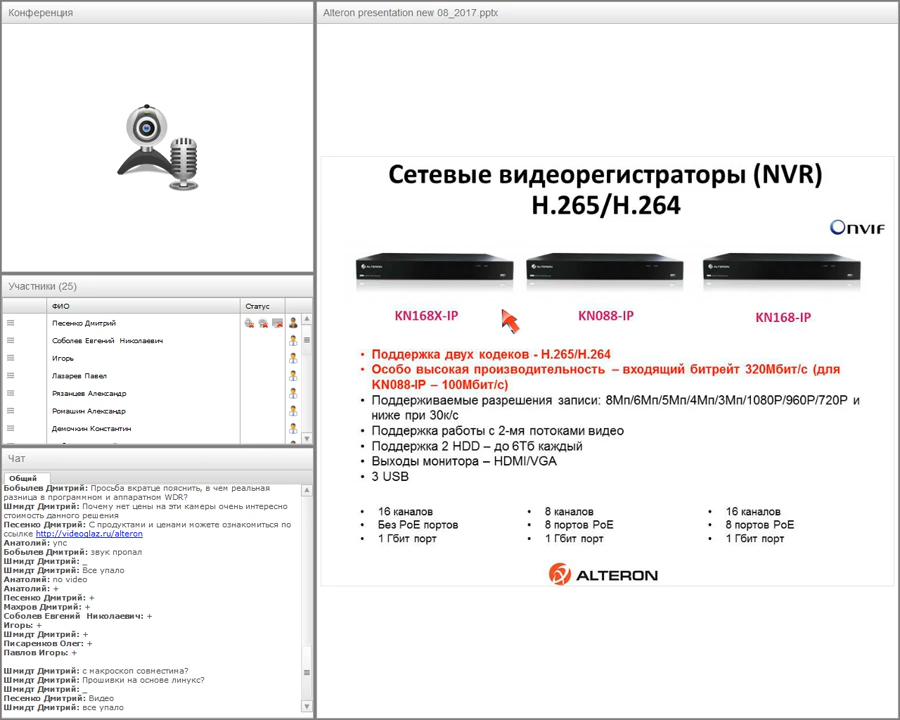 Конференция
Участники (25)
ФИО Статус
Песенко Дмитрий
Соболев Евгений Николаевич
Игорь
Лазарев Павел
Рязанцев Александр
Ромашин Александр
Демочкин Константин
Чат
Общий
Бобылев Дмитрий: Просьба вкратце пояснить, в чем реальная
разница в программном и аппаратном WDR?
Шмидт Дмитрий: Почему нет цены на эти камеры очень интересно
стоимость данного решения
Песенко Дмитрий: С продуктами и ценами можете ознакомиться по
ссылке http://videoglaz.ru/alteron
Анатолий: упс
Бобылев Дмитрий: звук пропал
Шмидт Дмитрий: _
Шмидт Дмитрий: Все упало
Анатолий: no video
Анатолий: +
Песенко Дмитрий: +
Махров Дмитрий: +
Соболев Евгений Николаевич: +
Игорь: +
Шмидт Дмитрий: +
Писаренков Олег: +
Павлов Игорь: +
Шмидт Дмитрий: с макроскоп совместима?
Шмидт Дмитрий: Прошивки на основе линукс?
Шмидт Дмитрий: _
Песенко Дмитрий: Видео
Шмидт Дмитрий: все упало
Alteron presentation new 08_2017.pptx
Сетевые видеорегистраторы (NVR)
H.265/H.264
ONVIF
ALTERON ALTERON ALTERON
KN168X-IP KN088-IP KN168-IP
• Поддержка двух кодеков - H.265/H.264
• Особо высокая производительность – входящий битрейт 320Мбит/с (для
KN088-IP – 100Мбит/с)
• Поддерживаемые разрешения записи: 8Мп/6Мп/5Мп/4Мп/3Мп/1080P/960P/720P и
ниже при 30к/с
• Поддержка работы с 2-мя потоками видео
• Поддержка 2 HDD – до 6Тб каждый
• Выходы монитора – HDMI/VGA
• 3 USB
• 16 каналов
• Без PoE портов
• 1 Гбит порт
• 8 каналов
• 8 портов PoE
• 1 Гбит порт
• 16 каналов
• 8 портов PoE
• 1 Гбит порт
ALTERON